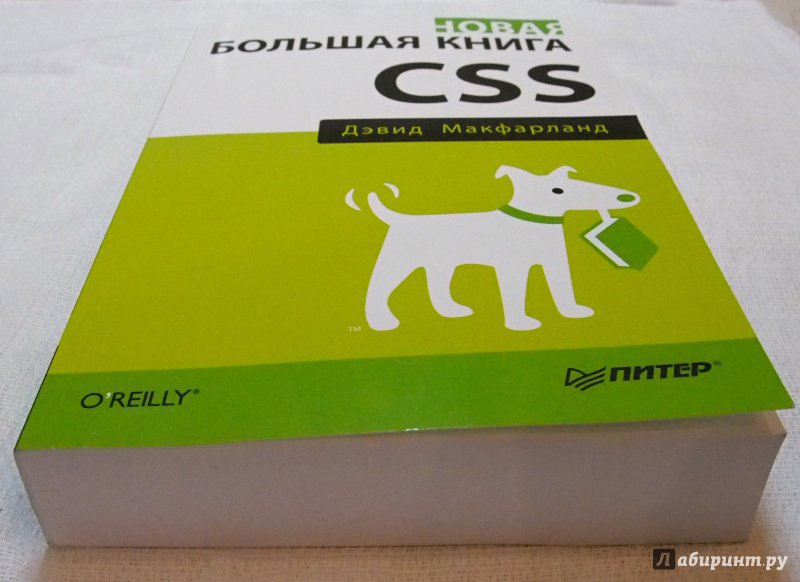 НОВАЯ
БОЛЬШАЯ КНИГА
CSS
Дэвид Макфарланд
TM
O'REILLY®
ПИТЕР®
Лабиринт.ру